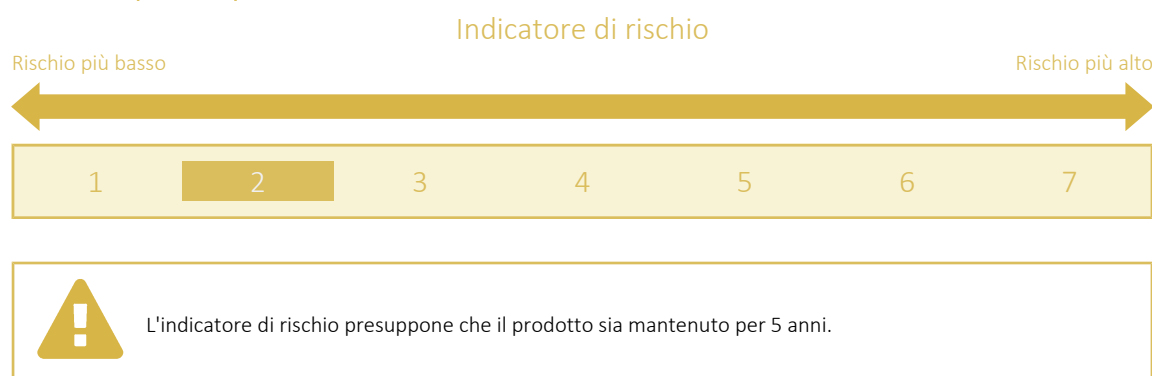 Indicatore di rischio
Rischio più basso
Rischio più alto
1 2 3 4 5 6 7
L'indicatore di rischio presuppone che il prodotto sia mantenuto per 5 anni.